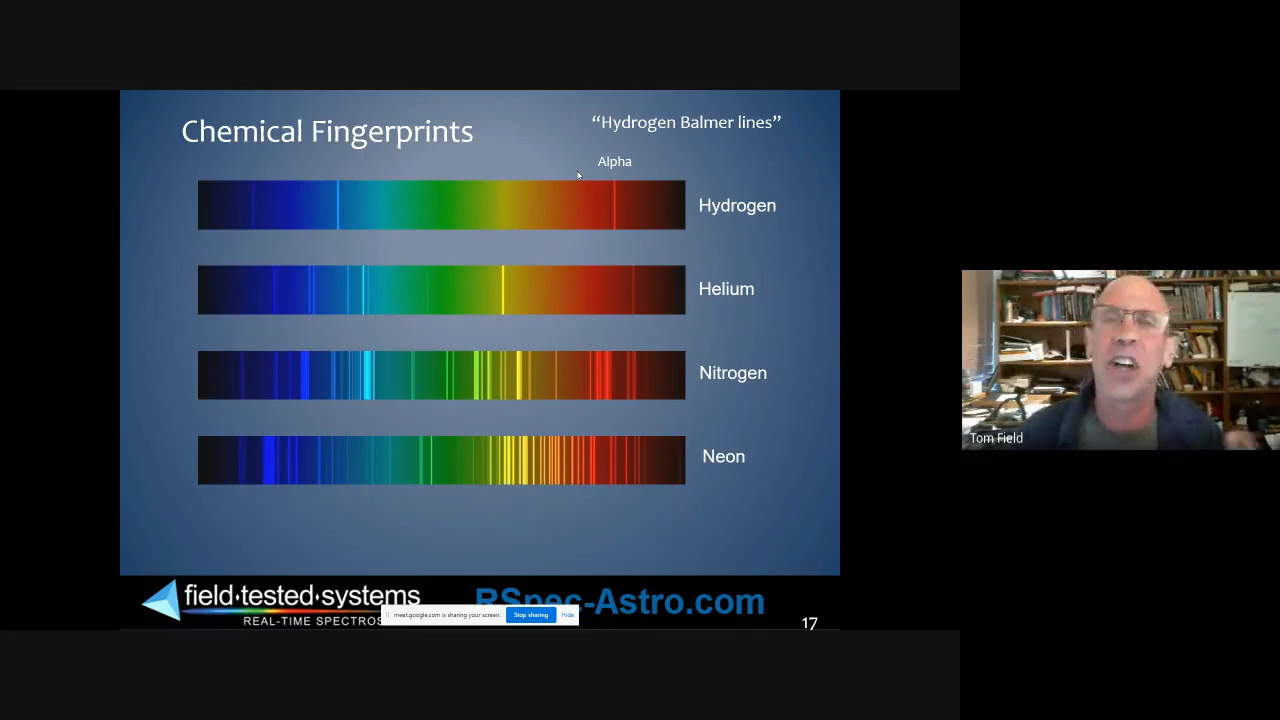 Chemical Fingerprints
“Hydrogen Balmer lines”
Alpha
Hydrogen
Helium
Nitrogen
Neon
Tom Field
field·tested·systems
REAL-TIME SPECTROS
RSpec-Astro.com
meet.google.com is sharing your screen.
Stop sharing
Hide
17